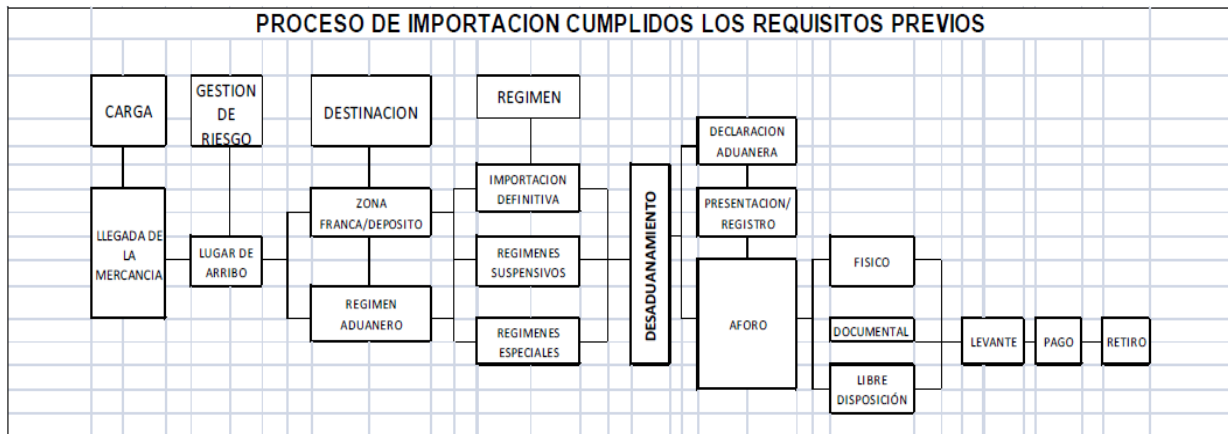 PROCESO DE IMPORTACION CUMPLIDOS LOS REQUISITOS PREVIOS
CARGA
GESTION
DE
RIESGO
DESTINACION
REGIMEN
LLEGADA DE
LA
MERCANCIA
LUGAR DE
ARRIBO
ZONA
FRANCA/DEPOSITO
REGIMEN
ADUANERO
IMPORTACION
DEFINITIVA
REGIMENES
SUSPENSIVOS
REGIMENES
ESPECIALES
DESADUANAMIENTO
DECLARACION
ADUANERA
PRESENTACION/
REGISTRO
AFORO
FISICO
DOCUMENTAL
LIBRE
DISPOSICIÓN
LEVANTE
PAGO
RETIRO